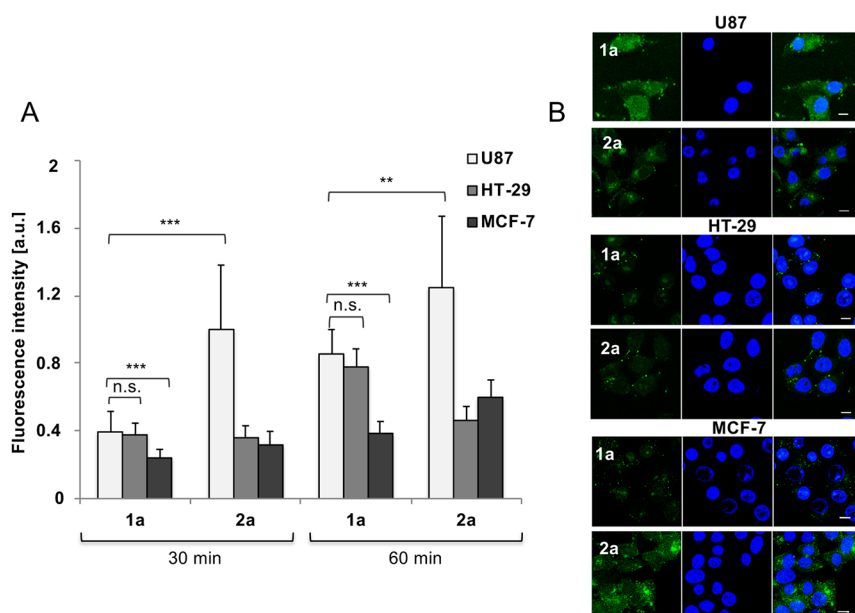 A
Fluorescence intensity [a.u.]
2
1.6
1.2
0.8
0.4
0
U87
HT-29
MCF-7
***
**
***
n.s.
***
n.s.
1a
2a
1a
2a
30 min
60 min
B
U87
1a
2a
HT-29
1a
2a
MCF-7
1a
2a